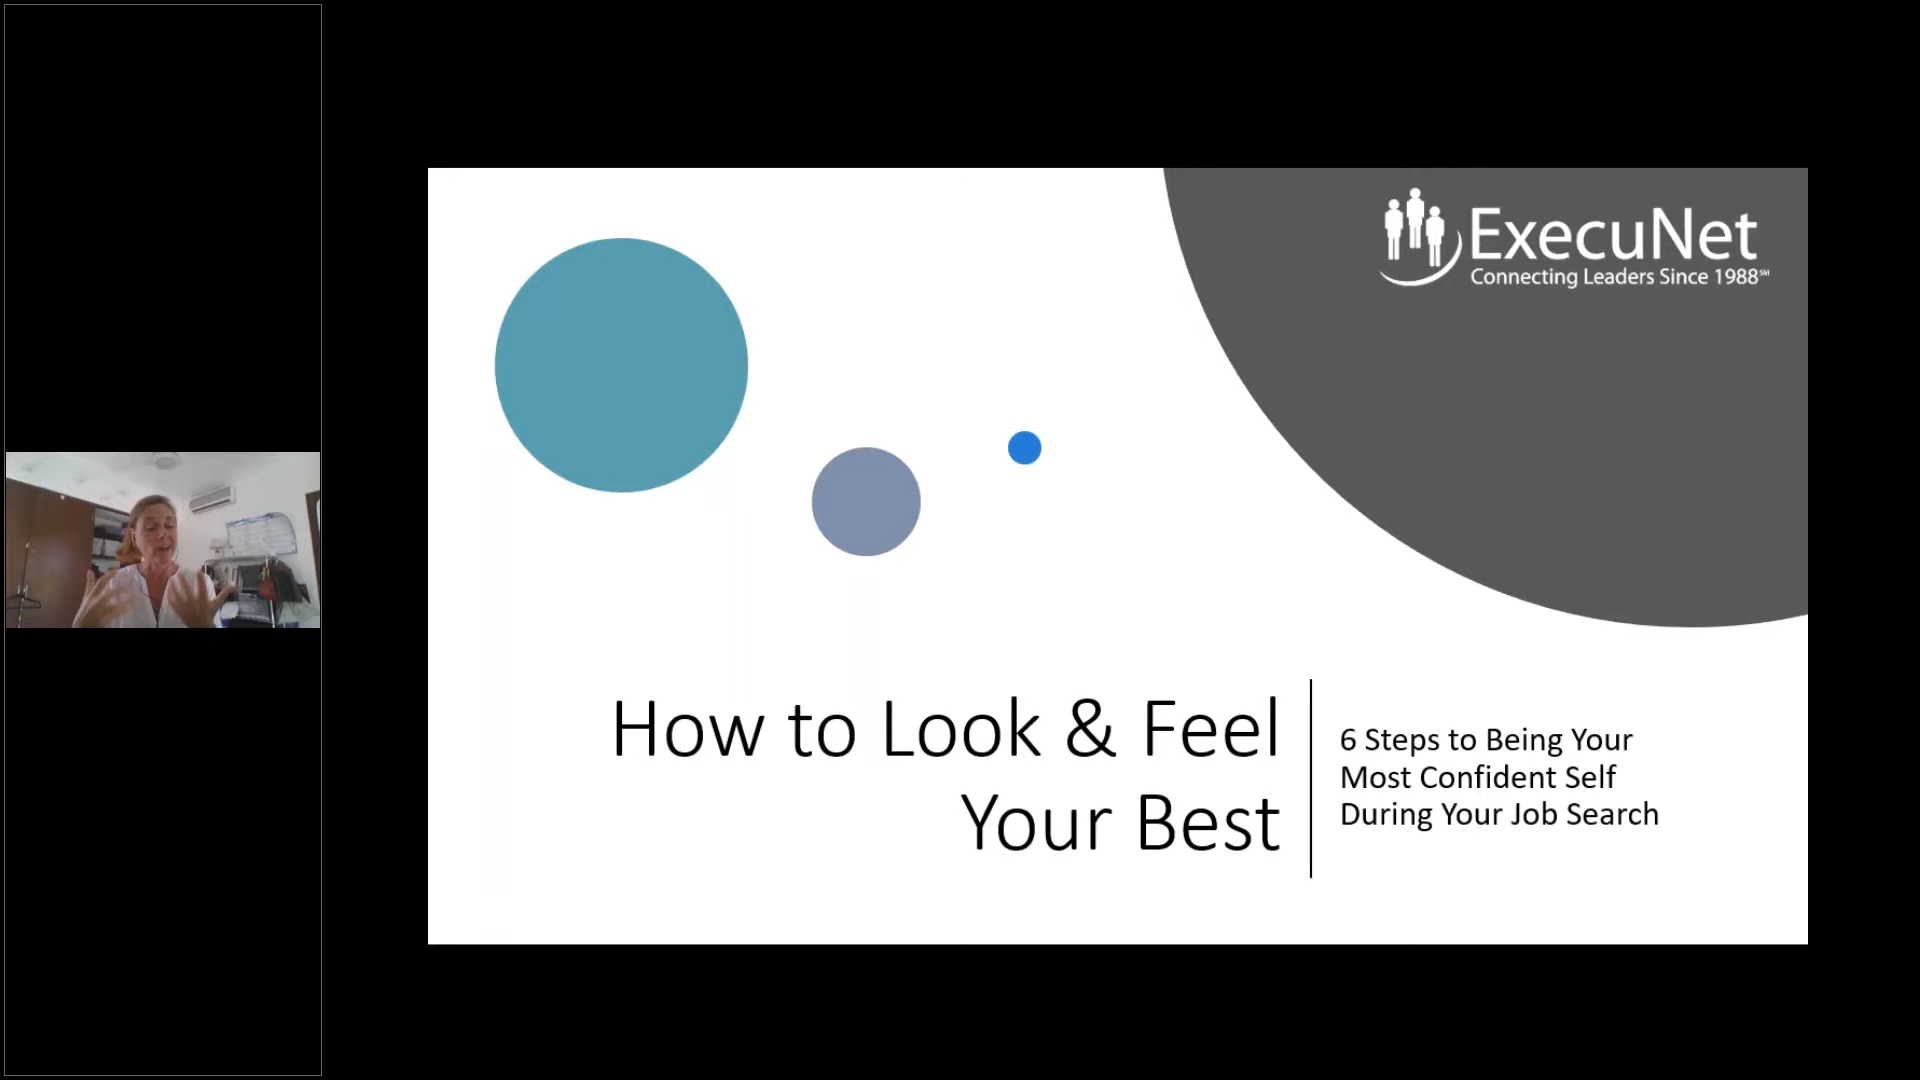 ExecuNet
Connecting Leaders Since 1988℠
How to Look & Feel
Your Best
6 Steps to Being Your
Most Confident Self
During Your Job Search